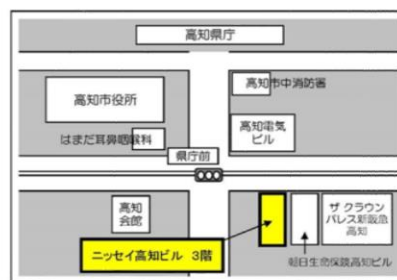 高知県庁
高知市中消防署
高知市役所
高知電気
ビル
はまだ耳鼻咽喉科
県庁前
高知
会館
ザ クラウン
パレス新阪急
高知
ニッセイ高知ビル 3階
朝日生命保険高知ビル